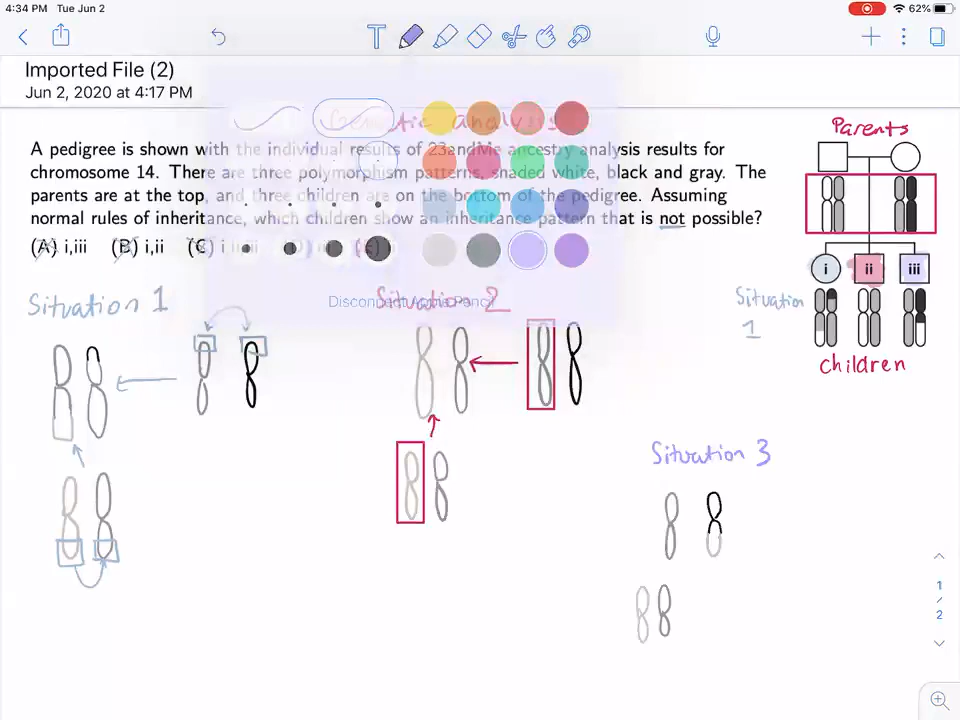 4:34 PM Tue Jun 2
62%
Imported File (2)
Jun 2, 2020 at 4:17 PM
Genetic analysis
Parents
A pedigree is shown with the individual results of 23andMe ancestry analysis results for
chromosome 14. There are three polymorphism patterns, shaded white, black and gray. The
parents are at the top, and three children are on the bottom of the pedigree. Assuming
normal rules of inheritance, which children show an inheritance pattern that is not possible?
(A) i,iii (B) i,ii (C) i
i ii iii
Situation 1
Disconnect Apple Pencil
Situation 2
Situation
1
Children
Situation 3
1
/
2